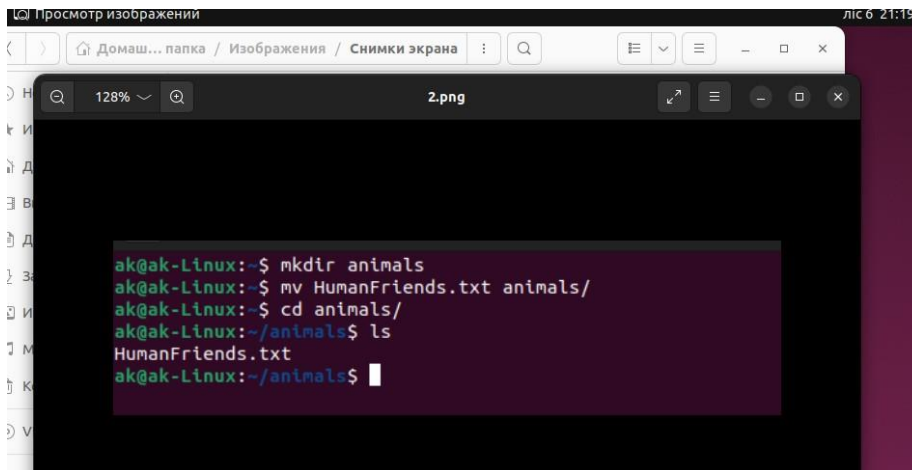 Просмотр изображений
ліс 6 21:19
Домаш... папка / Изображения / Снимки экрана
128%
2.png
ak@ak-Linux:~$ mkdir animals
ak@ak-Linux:~$ mv HumanFriends.txt animals/
ak@ak-Linux:~$ cd animals/
ak@ak-Linux:~/animals$ ls
HumanFriends.txt
ak@ak-Linux:~/animals$